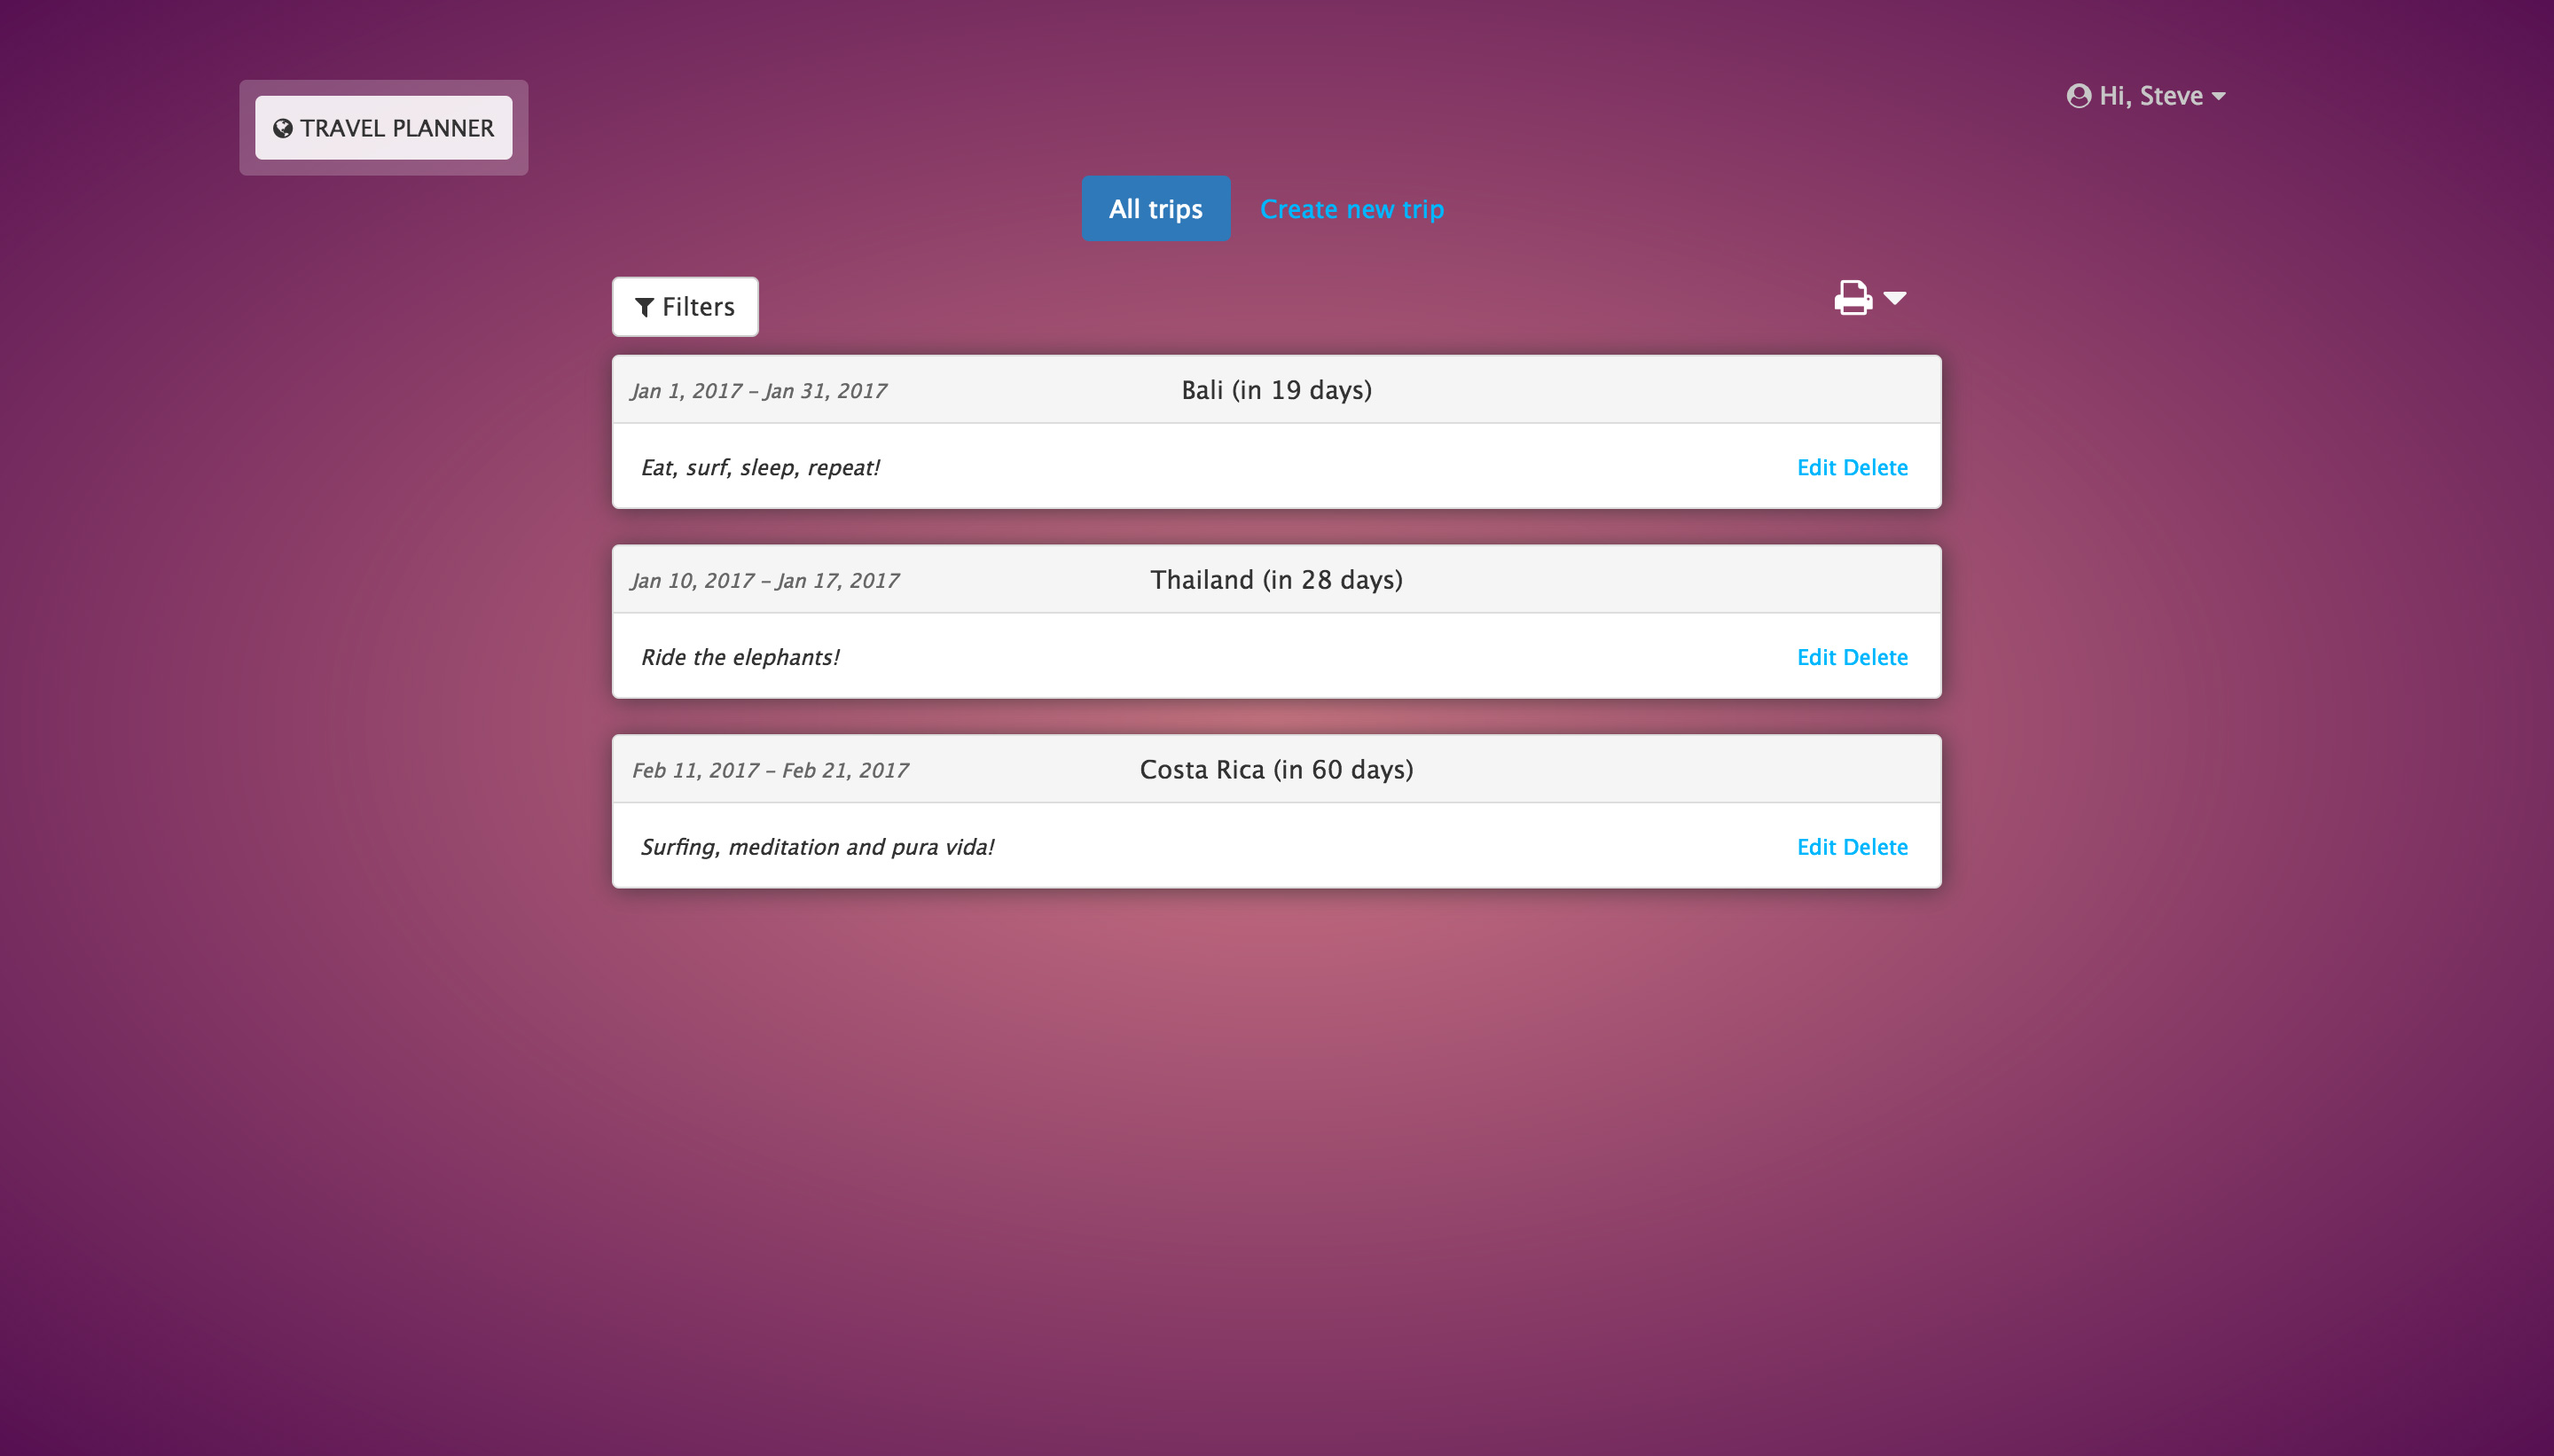 TRAVEL PLANNER
Hi, Steve
All trips Create new trip
Filters
Jan 1, 2017 – Jan 31, 2017 Bali (in 19 days)
Eat, surf, sleep, repeat! Edit Delete
Jan 10, 2017 – Jan 17, 2017 Thailand (in 28 days)
Ride the elephants! Edit Delete
Feb 11, 2017 – Feb 21, 2017 Costa Rica (in 60 days)
Surfing, meditation and pura vida! Edit Delete